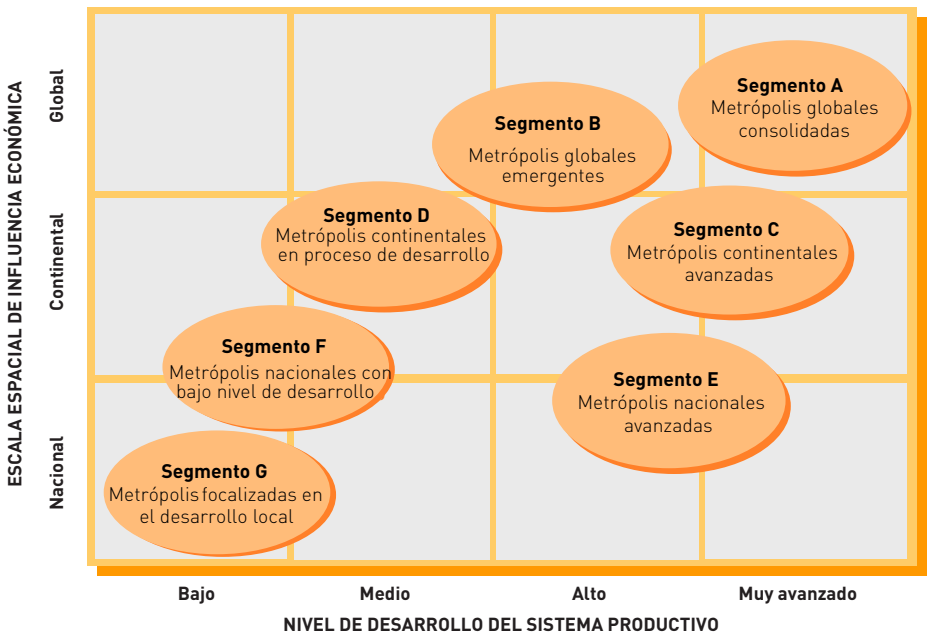 ESCALA ESPACIAL DE INFLUENCIA ECONÓMICA
Global
Continental
Nacional
Segmento A
Metrópolis globales
consolidadas
Segmento B
Metrópolis globales
emergentes
Segmento D
Metrópolis continentales
en proceso de desarrollo
Segmento C
Metrópolis continentales
avanzadas
Segmento F
Metrópolis nacionales con
bajo nivel de desarrollo
Segmento E
Metrópolis nacionales
avanzadas
Segmento G
Metrópolis focalizadas en
el desarrollo local
Bajo Medio Alto Muy avanzado
NIVEL DE DESARROLLO DEL SISTEMA PRODUCTIVO